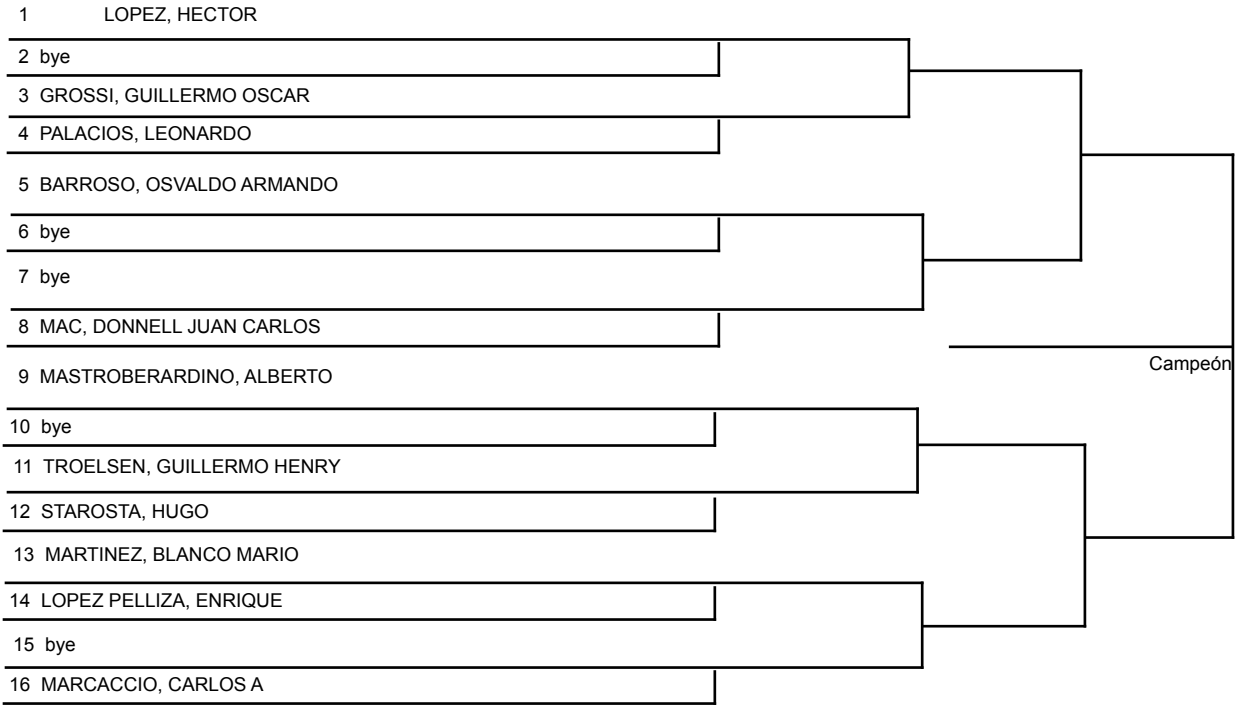 1 LOPEZ, HECTOR
2 bye
3 GROSSI, GUILLERMO OSCAR
4 PALACIOS, LEONARDO
5 BARROSO, OSVALDO ARMANDO
6 bye
7 bye
8 MAC, DONNELL JUAN CARLOS
Campeón
9 MASTROBERARDINO, ALBERTO
10 bye
11 TROELSEN, GUILLERMO HENRY
12 STAROSTA, HUGO
13 MARTINEZ, BLANCO MARIO
14 LOPEZ PELLIZA, ENRIQUE
15 bye
16 MARCACCIO, CARLOS A